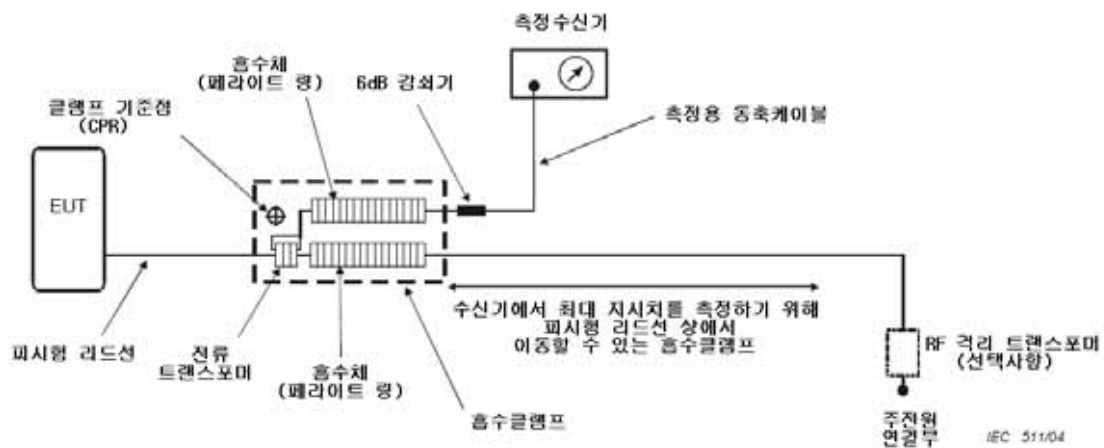 측정수신기
흡수체
(페라이트 링)
6dB 감쇠기
클램프 기준점
(CPR)
측정용 동축케이블
EUT
수신기에서 최대 지시치를 측정하기 위해
피시험 리드선 상에서
이동할 수 있는 흡수클램프
피시험 리드선
전류
트랜스포머
흡수체
(페라이트 링)
흡수클램프
RF 격리 트랜스포머
(선택사항)
주전원
연결부
IEC 511/04